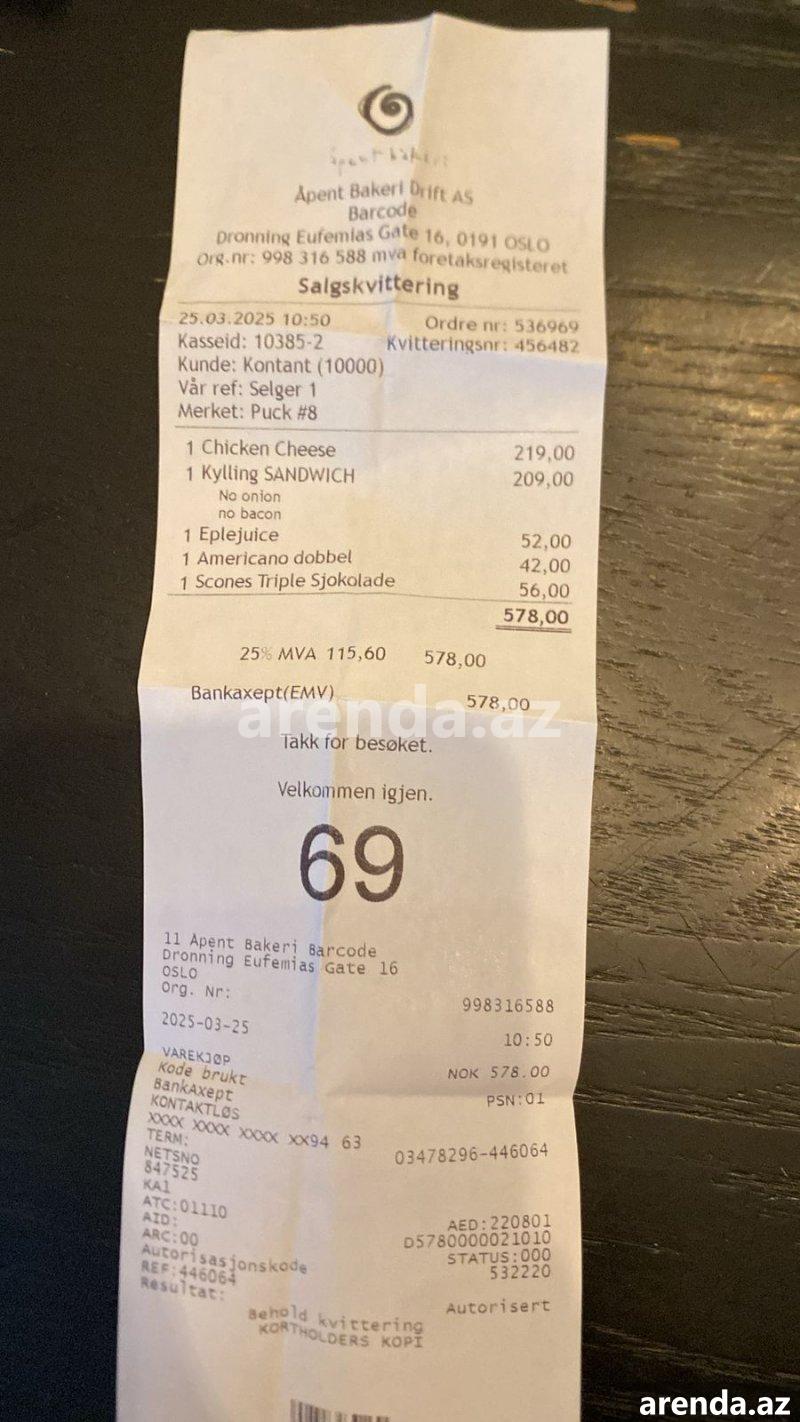 åpent bakeri
Åpent Bakeri Drift AS
Barcode
Dronning Eufemias Gate 16, 0191 OSLO
Org.nr: 998 316 588 mva foretaksregisteret
Salgskvittering
25.03.2025 10:50 Ordre nr: 536969
Kasseid: 10385-2 Kvitteringsnr: 456482
Kunde: Kontant (10000)
Vår ref: Selger 1
Merket: Puck #8
1 Chicken Cheese 219,00
1 Kylling SANDWICH 209,00
No onion
no bacon
1 Eplejuice 52,00
1 Americano dobbel 42,00
1 Scones Triple Sjokolade 56,00
578,00
25% MVA 115,60 578,00
Bankaxept(EMV) 578,00
arenda.az
Takk for besøket.
Velkommen igjen.
69
11 Apent Bakeri Barcode
Dronning Eufemias Gate 16
OSLO
Org. Nr: 998316588
2025-03-25 10:50
VAREKJØP NOK 578.00
Kode brukt
BankAxept PSN:01
KONTAKTLØS
XXXX XXXX XXXX XX94 63
TERM: 03478296-446064
NETSNO
847525
KA1
ATC:01110 AED:220801
AID: D5780000021010
ARC:00 STATUS:000
Autorisasjonskode 532220
REF:446064
Resultat: Autorisert
Behold kvittering
KORTHOLDERS KOPI
arenda.az